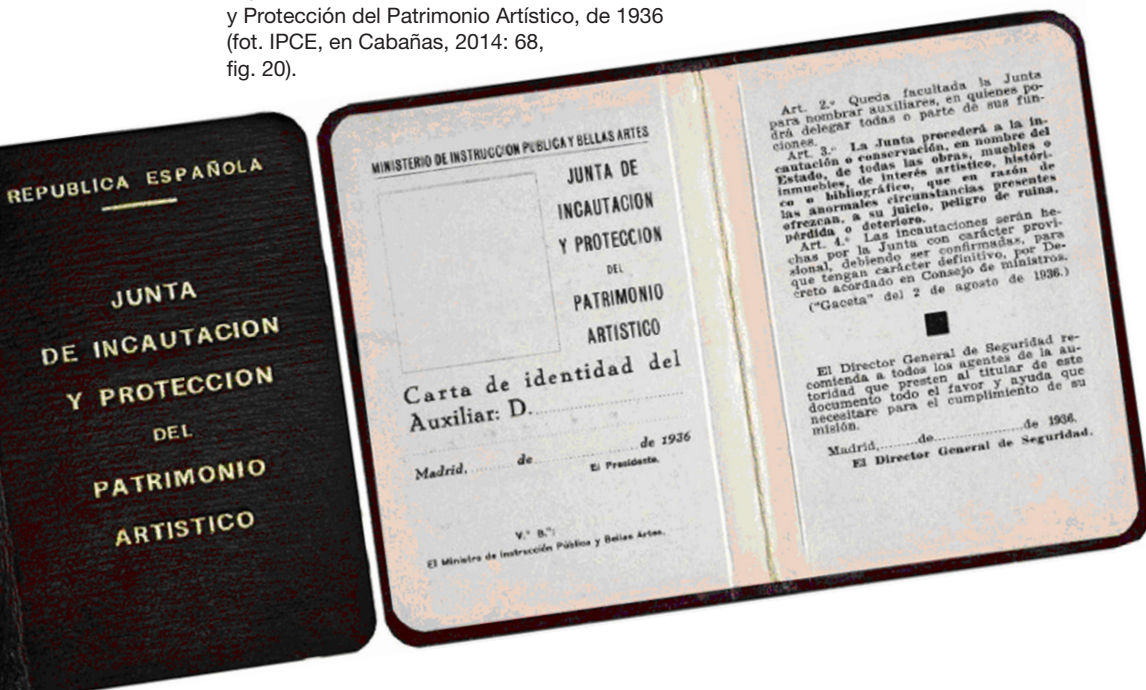 y Protección del Patrimonio Artístico, de 1936
(fot. IPCE, en Cabañas, 2014: 68,
fig. 20).
REPUBLICA ESPAÑOLA
JUNTA
DE INCAUTACION
Y PROTECCION
DEL
PATRIMONIO
ARTISTICO
MINISTERIO DE INSTRUCCION PUBLICA Y BELLAS ARTES
JUNTA DE
INCAUTACION
Y PROTECCION
DEL
PATRIMONIO
ARTISTICO
Carta de identidad del
Auxiliar: D.
Madrid, de de 1936
El Presidente.
V.º B.º:
El Ministro de Instrucción Pública y Bellas Artes.
Art. 2.º Queda facultada la Junta
para nombrar auxiliares, en quienes po-
drá delegar todas o parte de sus fun-
ciones.
Art. 3.º La Junta procederá a la in-
cautación o conservación, en nombre del
Estado, de todas las obras, muebles o
inmuebles, de interés artístico, históri-
co o bibliográfico, que en razón de
las anormales circunstancias presentes
ofrezcan, a su juicio, peligro de ruina,
pérdida o deterioro.
Art. 4.º Las incautaciones serán he-
chas por la Junta con carácter provi-
sional, debiendo ser confirmadas, para
que tengan carácter definitivo, por De-
creto acordado en Consejo de ministros.
("Gaceta" del 2 de agosto de 1936.)
El Director General de Seguridad re-
comienda a todos los agentes de la au-
toridad que presten al titular de este
documento todo el favor y ayuda que
necesitare para el cumplimiento de su
misión.
Madrid, de de 1936.
El Director General de Seguridad.